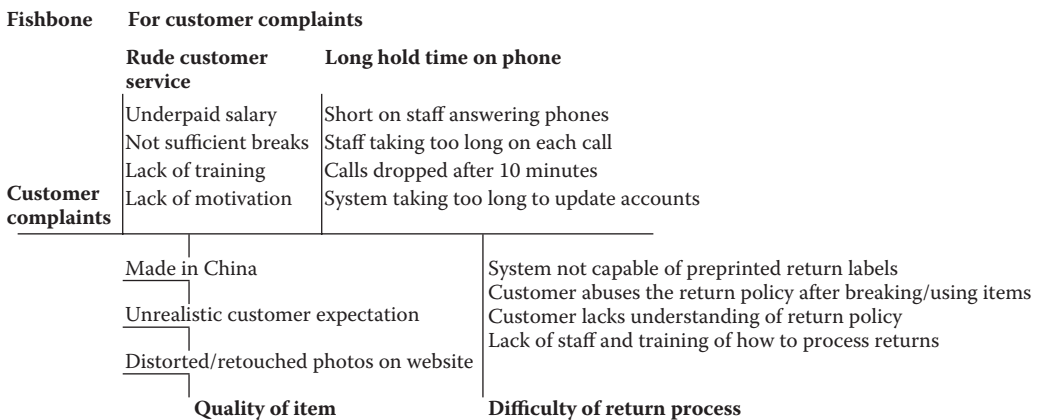 Fishbone For customer complaints
Rude customer
service
Long hold time on phone
Underpaid salary
Not sufficient breaks
Lack of training
Lack of motivation
Short on staff answering phones
Staff taking too long on each call
Calls dropped after 10 minutes
System taking too long to update accounts
Customer
complaints
Made in China
Unrealistic customer expectation
Distorted/retouched photos on website
Quality of item
System not capable of preprinted return labels
Customer abuses the return policy after breaking/using items
Customer lacks understanding of return policy
Lack of staff and training of how to process returns
Difficulty of return process